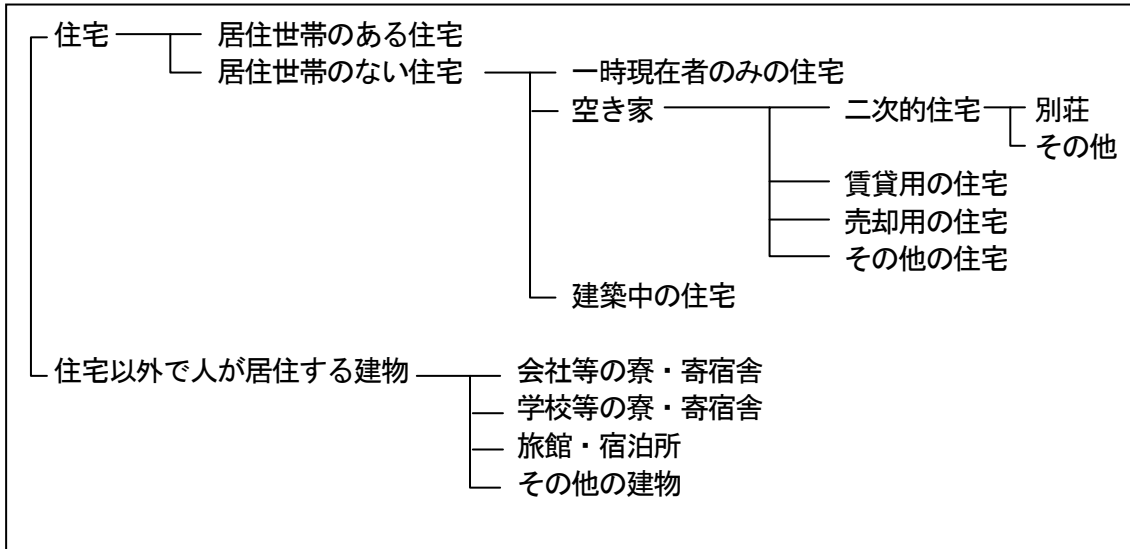 住宅 居住世帯のある住宅
居住世帯のない住宅 一時現在者のみの住宅
空き家 二次的住宅 別荘
その他
賃貸用の住宅
売却用の住宅
その他の住宅
建築中の住宅
住宅以外で人が居住する建物 会社等の寮・寄宿舎
学校等の寮・寄宿舎
旅館・宿泊所
その他の建物